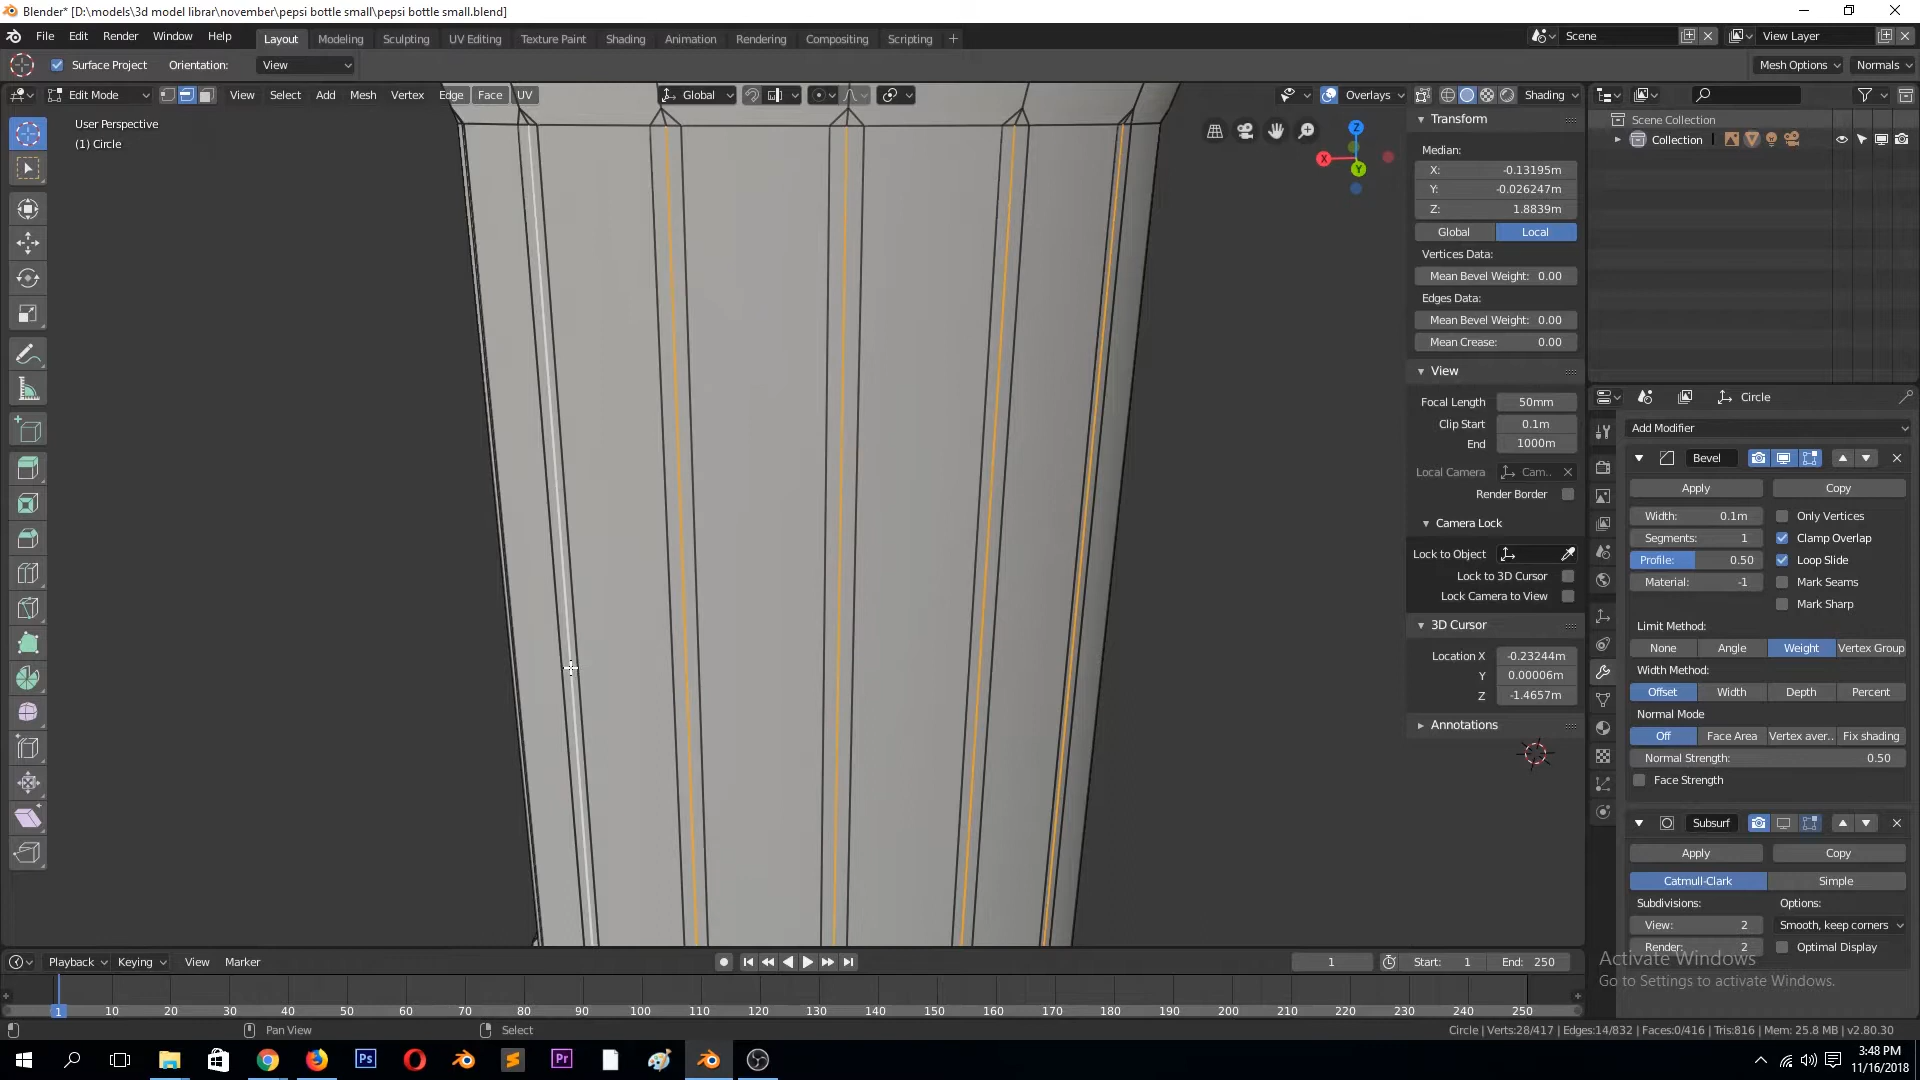 Blender* [D:\models\3d model librar\november\pepsi bottle small\pepsi bottle small.blend]
File Edit Render Window Help Layout Modeling Sculpting UV Editing Texture Paint Shading Animation Rendering Compositing Scripting + Scene View Layer
Surface Project Orientation: View Mesh Options Normals
Edit Mode View Select Add Mesh Vertex Edge Face UV Global Overlays Shading
User Perspective
(1) Circle
Transform
Median:
X: -0.13195m
Y: -0.026247m
Z: 1.8839m
Global Local
Vertices Data:
Mean Bevel Weight: 0.00
Edges Data:
Mean Bevel Weight: 0.00
Mean Crease: 0.00
View
Focal Length 50mm
Clip Start 0.1m
End 1000m
Local Camera Cam..
Render Border
Camera Lock
Lock to Object
Lock to 3D Cursor
Lock Camera to View
3D Cursor
Location X -0.23244m
Y 0.00006m
Z -1.4657m
Annotations
X Y Z
Scene Collection
Collection
Circle
Add Modifier
Bevel
Apply Copy
Width: 0.1m Only Vertices
Segments: 1 Clamp Overlap
Profile: 0.50 Loop Slide
Material: -1 Mark Seams
Mark Sharp
Limit Method:
None Angle Weight Vertex Group
Width Method:
Offset Width Depth Percent
Normal Mode
Off Face Area Vertex aver.. Fix shading
Normal Strength: 0.50
Face Strength
Subsurf
Apply Copy
Catmull-Clark Simple
Subdivisions: Options:
View: 2 Smooth, keep corners
Render: 2 Optimal Display
Activate Windows
Go to Settings to activate Windows.
Playback Keying View Marker 1 Start: 1 End: 250
1 10 20 30 40 50 60 70 80 90 100 110 120 130 140 150 160 170 180 190 200 210 220 230 240 250
Pan View Select Circle | Verts:28/417 | Edges:14/832 | Faces:0/416 | Tris:816 | Mem: 25.8 MB | v2.80.30
Ps Pr
3:48 PM
11/16/2018